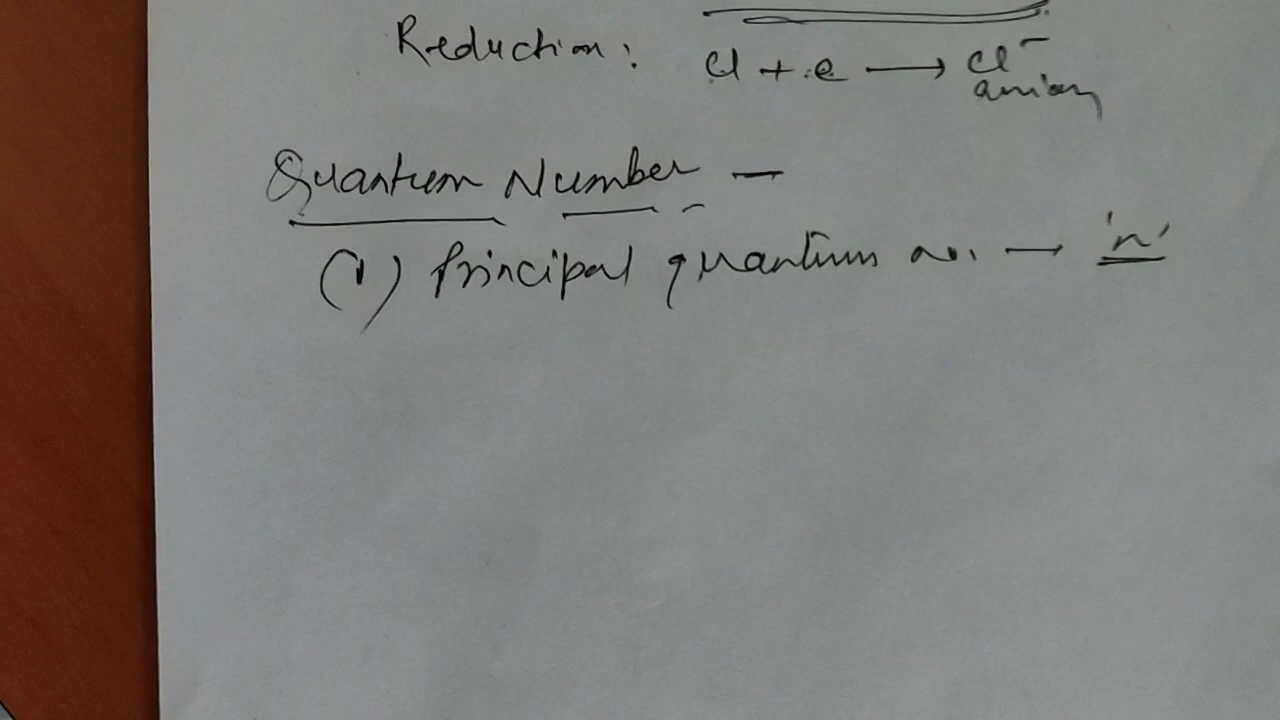 Reduction: Cl + e ⟶ Cl⁻
anion
Quantum Number —
(1) Principal quantum no. → 'n'